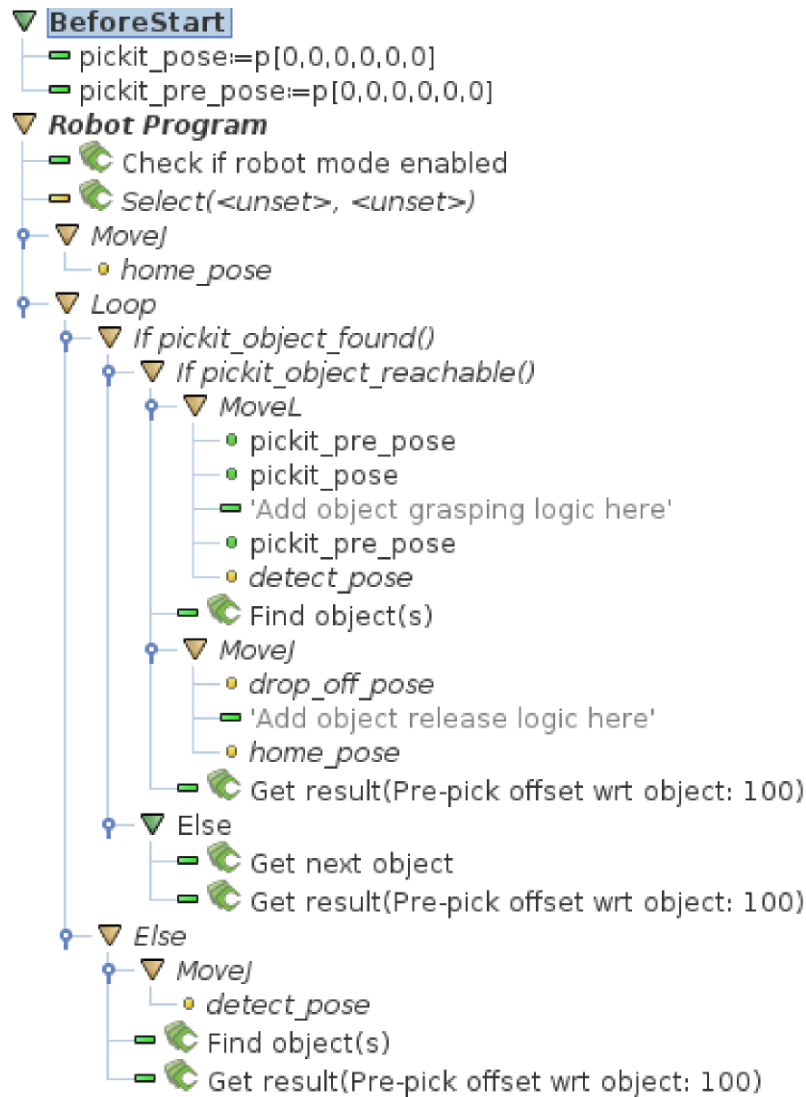 BeforeStart
pickit_pose:=p[0,0,0,0,0,0]
pickit_pre_pose:=p[0,0,0,0,0,0]
Robot Program
Check if robot mode enabled
Select(<unset>, <unset>)
MoveJ
home_pose
Loop
If pickit_object_found()
If pickit_object_reachable()
MoveL
pickit_pre_pose
pickit_pose
'Add object grasping logic here'
pickit_pre_pose
detect_pose
Find object(s)
MoveJ
drop_off_pose
'Add object release logic here'
home_pose
Get result(Pre-pick offset wrt object: 100)
Else
Get next object
Get result(Pre-pick offset wrt object: 100)
Else
MoveJ
detect_pose
Find object(s)
Get result(Pre-pick offset wrt object: 100)